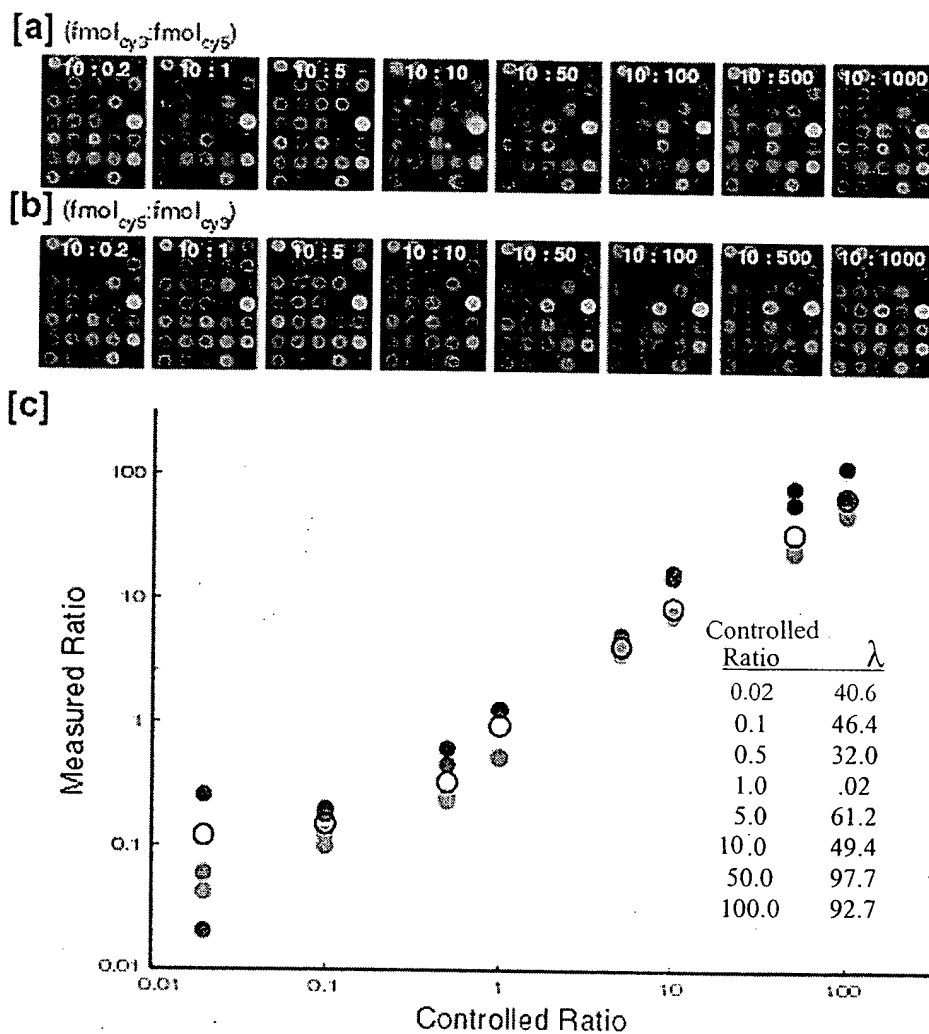 [a] (fmol_cy3:fmol_cy5)
10 : 0.2 10 : 1 10 : 5 10 : 10 10 : 50 10 : 100 10 : 500 10 : 1000
[b] (fmol_cy5:fmol_cy3)
10 : 0.2 10 : 1 10 : 5 10 : 10 10 : 50 10 : 100 10 : 500 10 : 1000
[c]
Measured Ratio
100
10
1
0.1
0.01
0.01 0.1 1 10 100
Controlled Ratio
Controlled
Ratio λ
0.02 40.6
0.1 46.4
0.5 32.0
1.0 .02
5.0 61.2
10.0 49.4
50.0 97.7
100.0 92.7